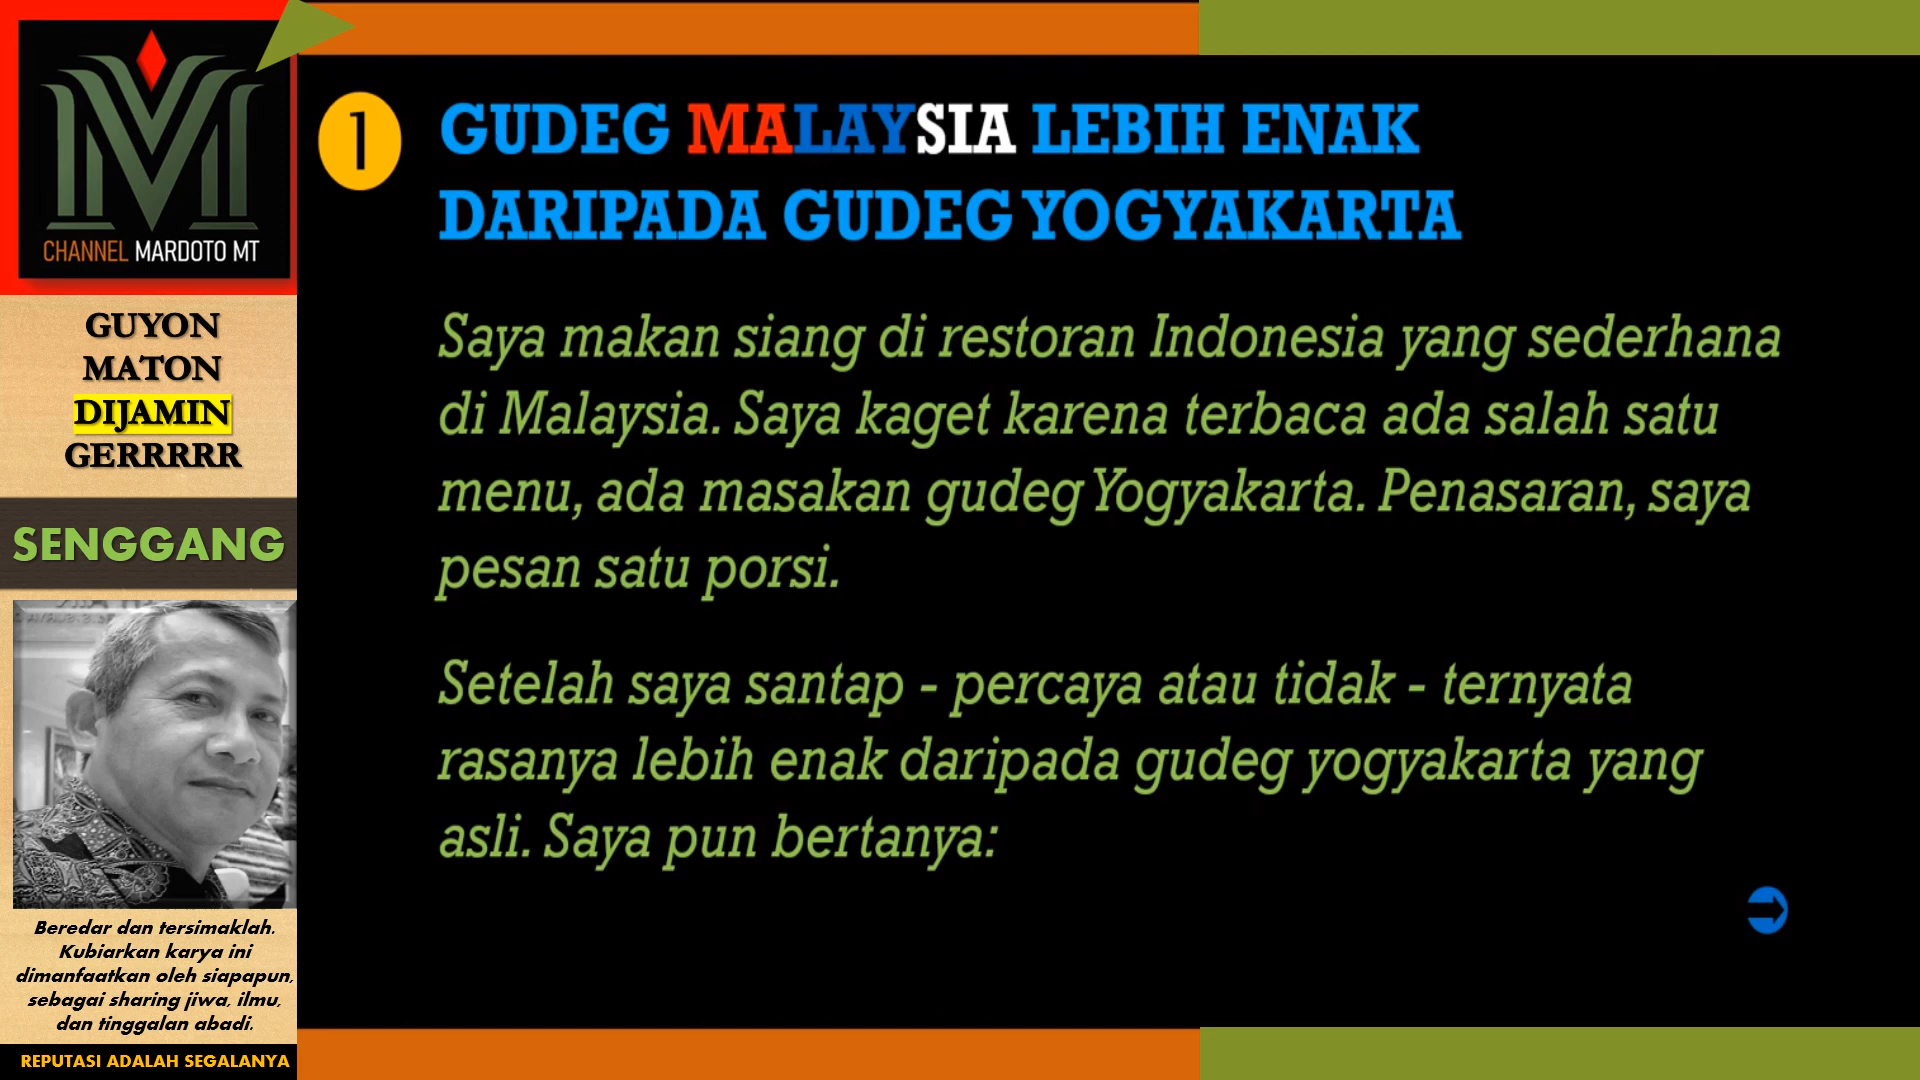 CHANNEL MARDOTO MT
GUYON
MATON
DIJAMIN
GERRRRR
SENGGANG
Beredar dan tersimaklah.
Kubiarkan karya ini
dimanfaatkan oleh siapapun,
sebagai sharing jiwa, ilmu,
dan tinggalan abadi.
REPUTASI ADALAH SEGALANYA
1
GUDEG MALAYSIA LEBIH ENAK
DARIPADA GUDEG YOGYAKARTA
Saya makan siang di restoran Indonesia yang sederhana
di Malaysia. Saya kaget karena terbaca ada salah satu
menu, ada masakan gudeg Yogyakarta. Penasaran, saya
pesan satu porsi.
Setelah saya santap - percaya atau tidak - ternyata
rasanya lebih enak daripada gudeg yogyakarta yang
asli. Saya pun bertanya: